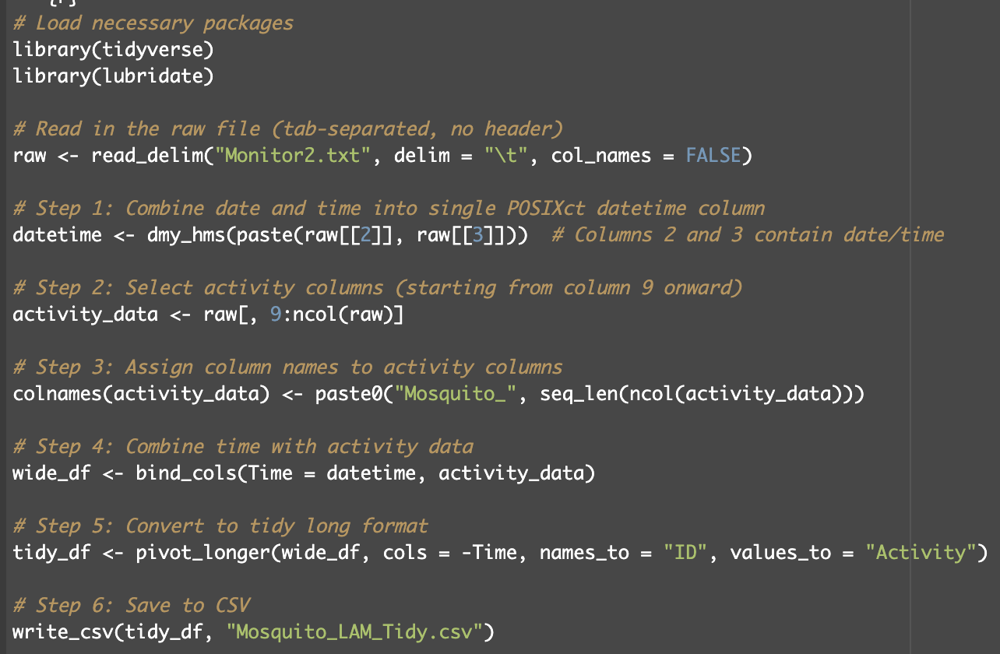 # Load necessary packages
library(tidyverse)
library(lubridate)
# Read in the raw file (tab-separated, no header)
raw <- read_delim("Monitor2.txt", delim = "\t", col_names = FALSE)
# Step 1: Combine date and time into single POSIXct datetime column
datetime <- dmy_hms(paste(raw[[2]], raw[[3]]))  # Columns 2 and 3 contain date/time
# Step 2: Select activity columns (starting from column 9 onward)
activity_data <- raw[, 9:ncol(raw)]
# Step 3: Assign column names to activity columns
colnames(activity_data) <- paste0("Mosquito_", seq_len(ncol(activity_data)))
# Step 4: Combine time with activity data
wide_df <- bind_cols(Time = datetime, activity_data)
# Step 5: Convert to tidy long format
tidy_df <- pivot_longer(wide_df, cols = -Time, names_to = "ID", values_to = "Activity")
# Step 6: Save to CSV
write_csv(tidy_df, "Mosquito_LAM_Tidy.csv")